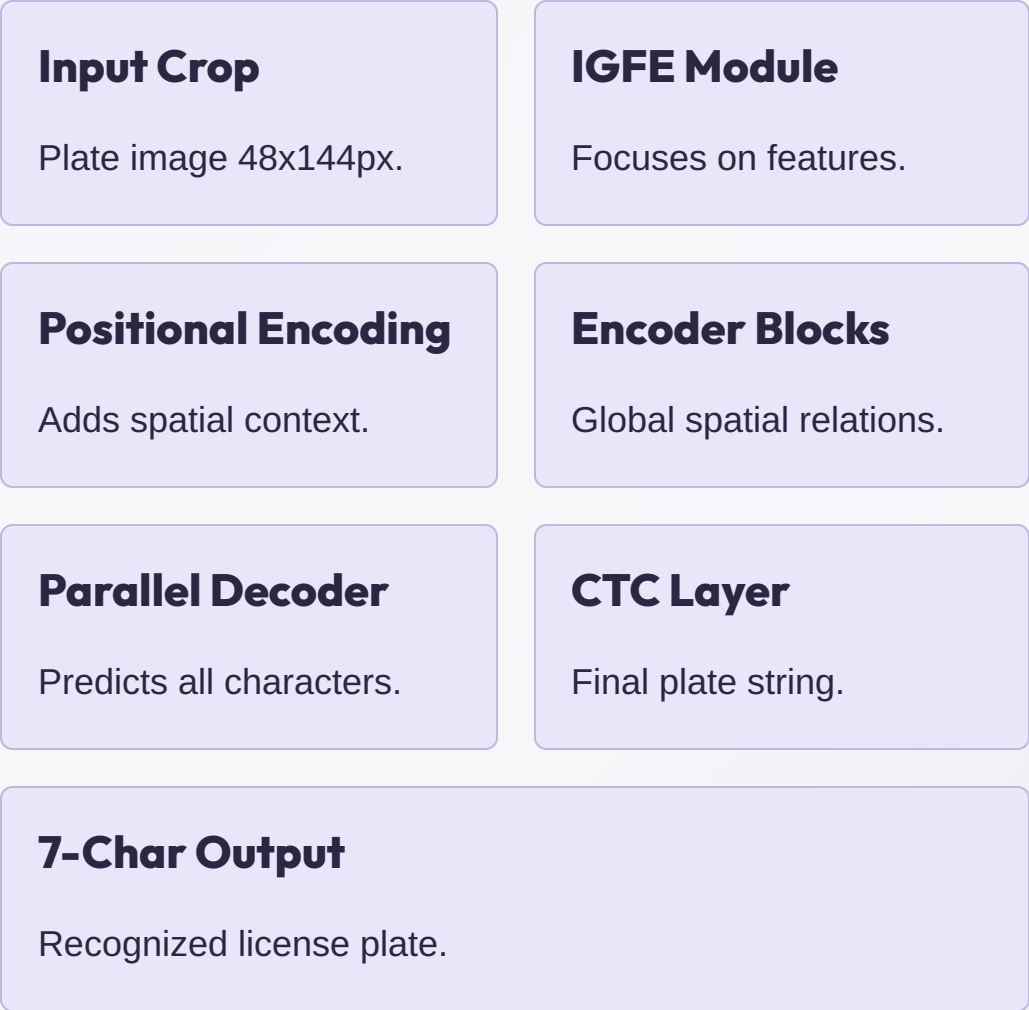 Input Crop
Plate image 48x144px.
IGFE Module
Focuses on features.
Positional Encoding
Adds spatial context.
Encoder Blocks
Global spatial relations.
Parallel Decoder
Predicts all characters.
CTC Layer
Final plate string.
7-Char Output
Recognized license plate.